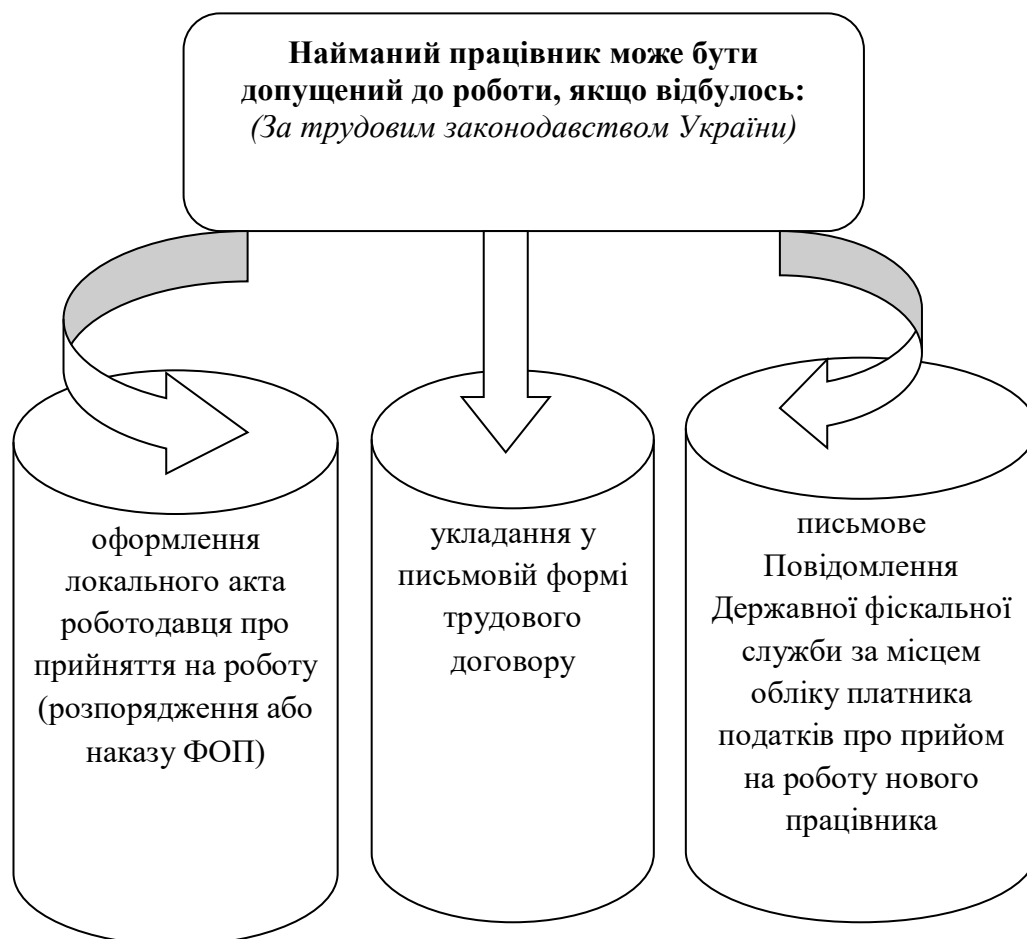 Найманий працівник може бути
допущений до роботи, якщо відбулось:
(За трудовим законодавством України)
оформлення
локального акта
роботодавця про
прийняття на роботу
(розпорядження або
наказу ФОП)
укладання у
письмовій формі
трудового
договору
письмове
Повідомлення
Державної фіскальної
служби за місцем
обліку платника
податків про прийом
на роботу нового
працівника